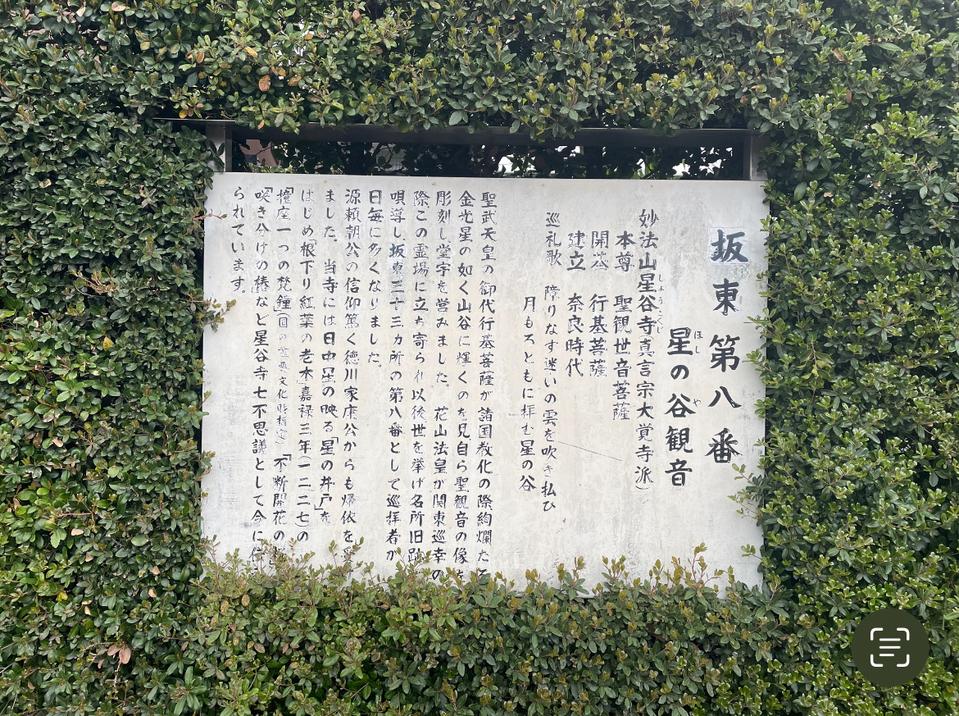 坂東第八番
星の谷観音
ほし や
妙法山星谷寺真言宗大覚寺派)
しょうこくじ
本尊 聖観世音菩薩
開基 行基菩薩
建立 奈良時代
巡礼歌 障りなす迷いの雲を吹き払ひ
月もろともに拝む星の谷
聖武天皇の御代行基菩薩が諸国教化の際絢爛た
金光星の如く山谷に煇くのを見自ら聖観音の像
彫刻し堂宇を営みました。 花山法皇が関東巡幸の
際この霊場に立ち寄られ以後世を挙げ名所旧跡
唄導し坂東三十三ヵ所の第八番として巡拝者が
日毎に多くなりました。
源頼朝公の信仰篤く徳川家康公からも帰依を
ました。 当寺には日中星の映る「星の井戸」を
はじめ「根下り紅葉の老木」嘉禄三年(一二二七)の
「撞座一つの梵鐘」(国の重要文化財指定)「不断開花の
「咲き分けの椿」など星谷寺七不思議として今に
られています。